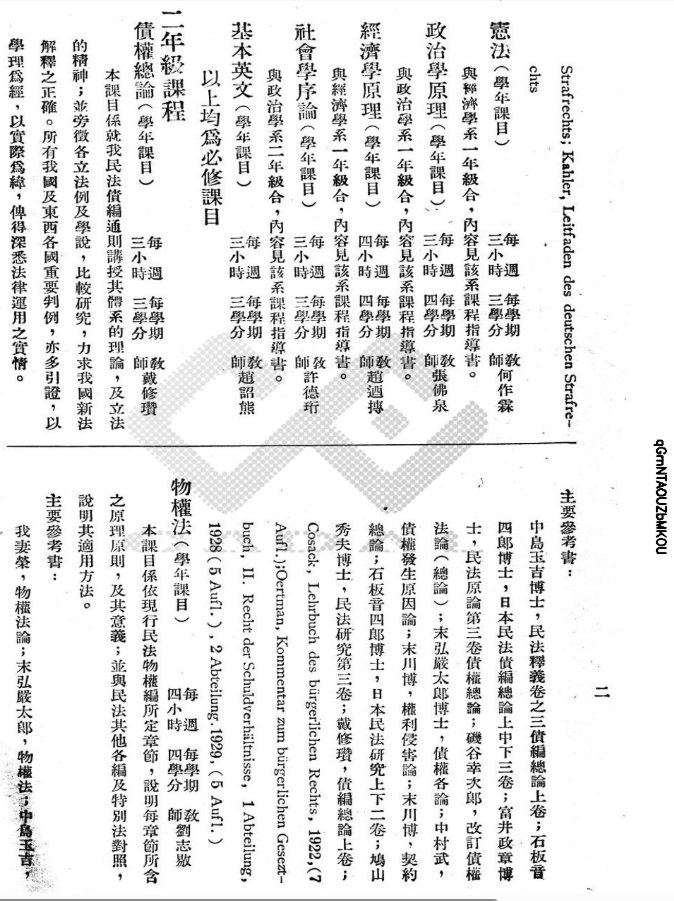 Strafrechts; Kahler, Leitfaden des deutschen Strafre-
chts
憲法（學年課目） 每週三小時 每學期三學分 教師何作霖
與經濟學系一年級合，內容見該系課程指導書。
政治學原理（學年課目） 每週三小時 每學期四學分 教師張佛泉
與政治學系一年級合，內容見該系課程指導書。
經濟學原理（學年課目） 每週四小時 每學期四學分 教師趙迺摶
與經濟學系一年級合，內容見該系課程指導書。
社會學序論（學年課目） 每週三小時 每學期三學分 教師許德珩
與政治學系二年級合，內容見該系課程指導書。
基本英文（學年課目） 每週三小時 每學期三學分 教師趙詔熊
以上均爲必修課目
二年級課程
債權總論（學年課目） 每週三小時 每學期三學分 教師戴修瓚
本課目係就我民法債編通則講授其體系的理論，及立法
的精神；並旁徵各立法例及學說，比較研究，力求我國新法
解釋之正確。所有我國及東西各國重要判例，亦多引證，以
學理爲經，以實際爲緯，俾得深悉法律運用之實情。
主要參考書：
中島玉吉博士，民法釋義卷之三債編總論上卷；石板音
四郎博士，日本民法債編總論上中下三卷；富井政章博
士，民法原論第三卷債權總論；磯谷幸次郎，改訂債權
法論（總論）；末弘嚴太郎博士，債權各論；中村武，
債權發生原因論；末川博，權利侵害論；末川博，契約
總論；石板音四郎博士，日本民法研究上下二卷；鳩山
秀夫博士，民法研究第三卷；戴修瓚，債編總論上卷；
Cosack, Lehrbuch des bürgerlichen Rechts, 1922,(7
Aufl.);Oertman, Kommentar zum bürgerlichen Gesezt-
buch, II. Recht der Schuldverhältnisse, 1 Abteilung,
1928（5 Aufl.），2 Abteilung.1929,（5 Aufl.）
物權法（學年課目） 每週四小時 每學期四學分 教師劉志敭
本課目係依現行民法物權編所定章節，說明每章節所含
之原理原則，及其意義；並與民法其他各編及特別法對照，
說明其適用方法。
主要參考書：
我妻榮，物權法論；末弘嚴太郎，物權法；中島玉吉，
二
qGrmNTAOUZbMKOU